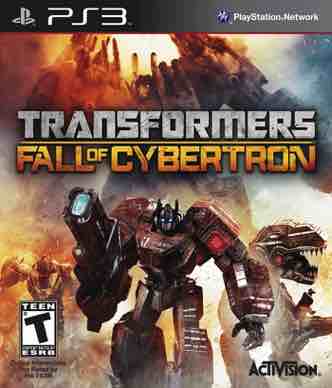 PS3
PlayStation Network
TRANSFORMERS
FALL OF CYBERTRON
TEEN
T
ESRB
ACTIVISION